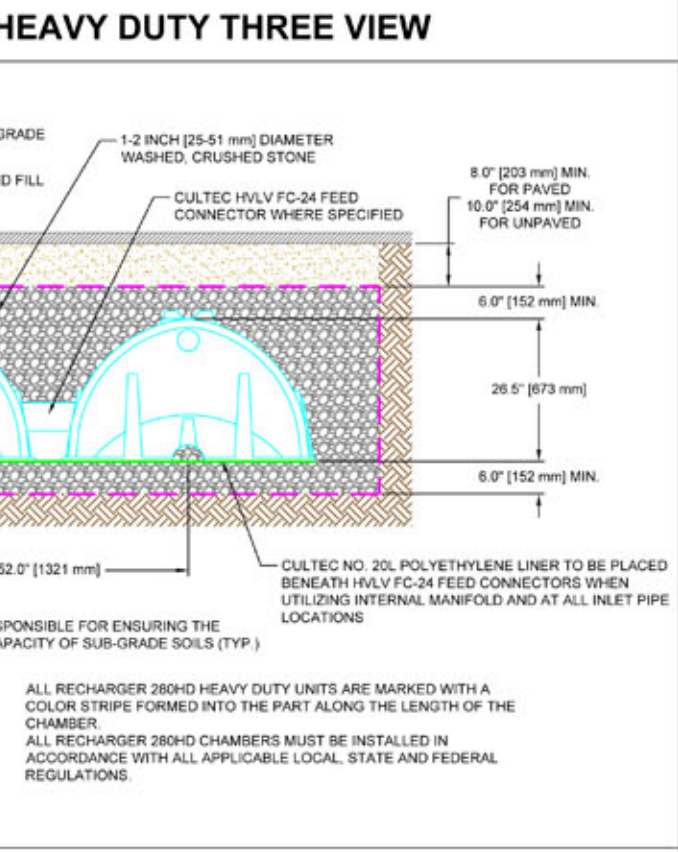 HEAVY DUTY THREE VIEW
GRADE
1-2 INCH [25-51 mm] DIAMETER
WASHED, CRUSHED STONE
D FILL
CULTEC HVLV FC-24 FEED
CONNECTOR WHERE SPECIFIED
8.0" [203 mm] MIN.
FOR PAVED
10.0" [254 mm] MIN.
FOR UNPAVED
6.0" [152 mm] MIN.
26.5" [673 mm]
6.0" [152 mm] MIN.
52.0" [1321 mm]
CULTEC NO. 20L POLYETHYLENE LINER TO BE PLACED
BENEATH HVLV FC-24 FEED CONNECTORS WHEN
UTILIZING INTERNAL MANIFOLD AND AT ALL INLET PIPE
LOCATIONS
SPONSIBLE FOR ENSURING THE
APACITY OF SUB-GRADE SOILS (TYP.)
ALL RECHARGER 280HD HEAVY DUTY UNITS ARE MARKED WITH A
COLOR STRIPE FORMED INTO THE PART ALONG THE LENGTH OF THE
CHAMBER.
ALL RECHARGER 280HD CHAMBERS MUST BE INSTALLED IN
ACCORDANCE WITH ALL APPLICABLE LOCAL, STATE AND FEDERAL
REGULATIONS.